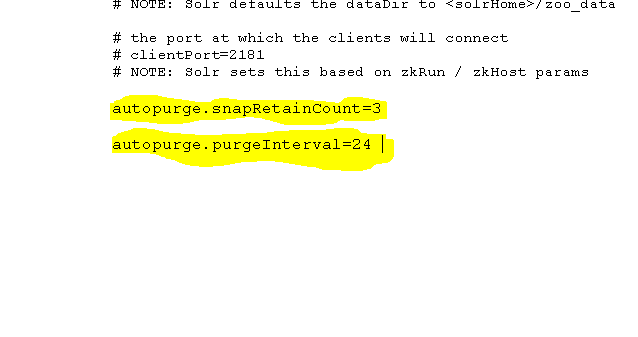 # NOTE: Solr defaults the dataDir to <solrHome>/zoo_data
# the port at which the clients will connect
# clientPort=2181
# NOTE: Solr sets this based on zkRun / zkHost params
autopurge.snapRetainCount=3
autopurge.purgeInterval=24